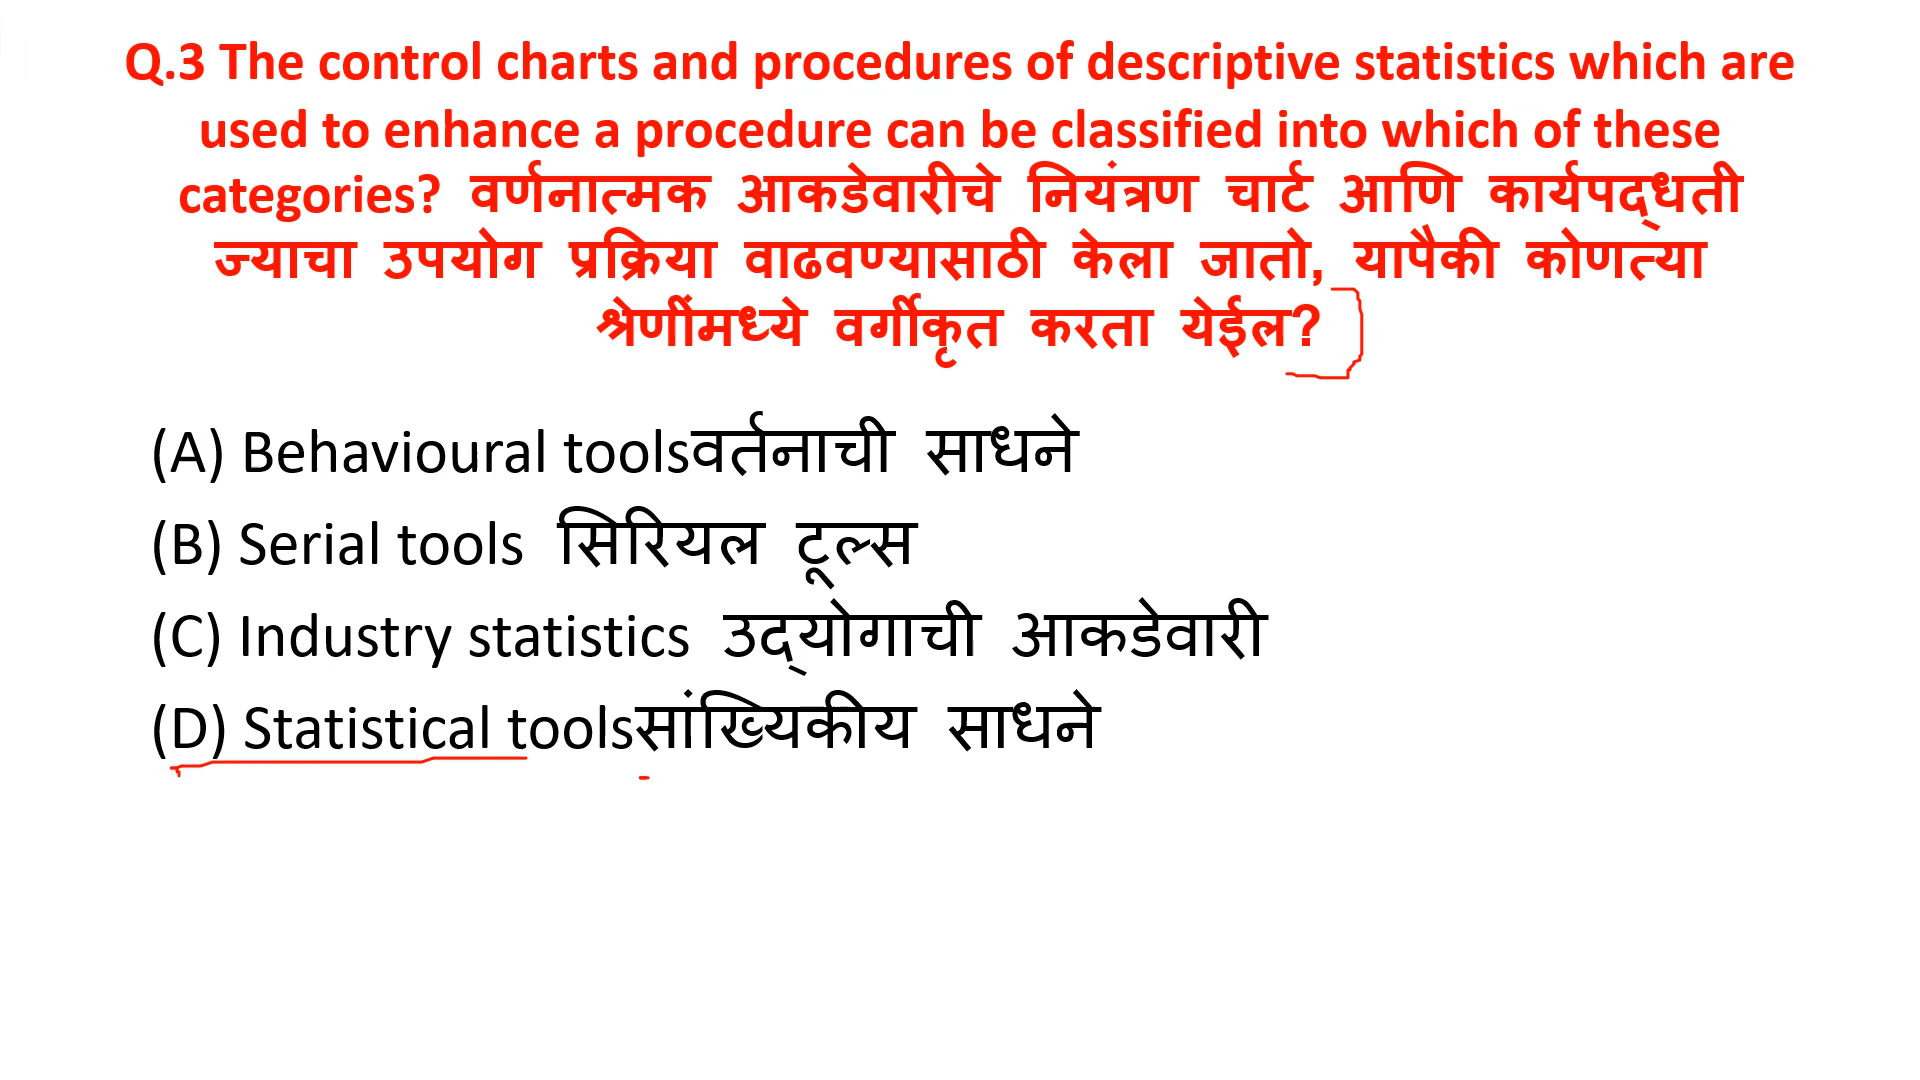 Q.3 The control charts and procedures of descriptive statistics which are
used to enhance a procedure can be classified into which of these
categories? वर्णनात्मक आकडेवारीचे नियंत्रण चार्ट आणि कार्यपद्धती
ज्याचा उपयोग प्रक्रिया वाढवण्यासाठी केला जातो, यापैकी कोणत्या
श्रेणींमध्ये वर्गीकृत करता येईल?
(A) Behavioural toolsवर्तनाची साधने
(B) Serial tools सिरियल टूल्स
(C) Industry statistics उद्योगाची आकडेवारी
(D) Statistical toolsसांख्यिकीय साधने